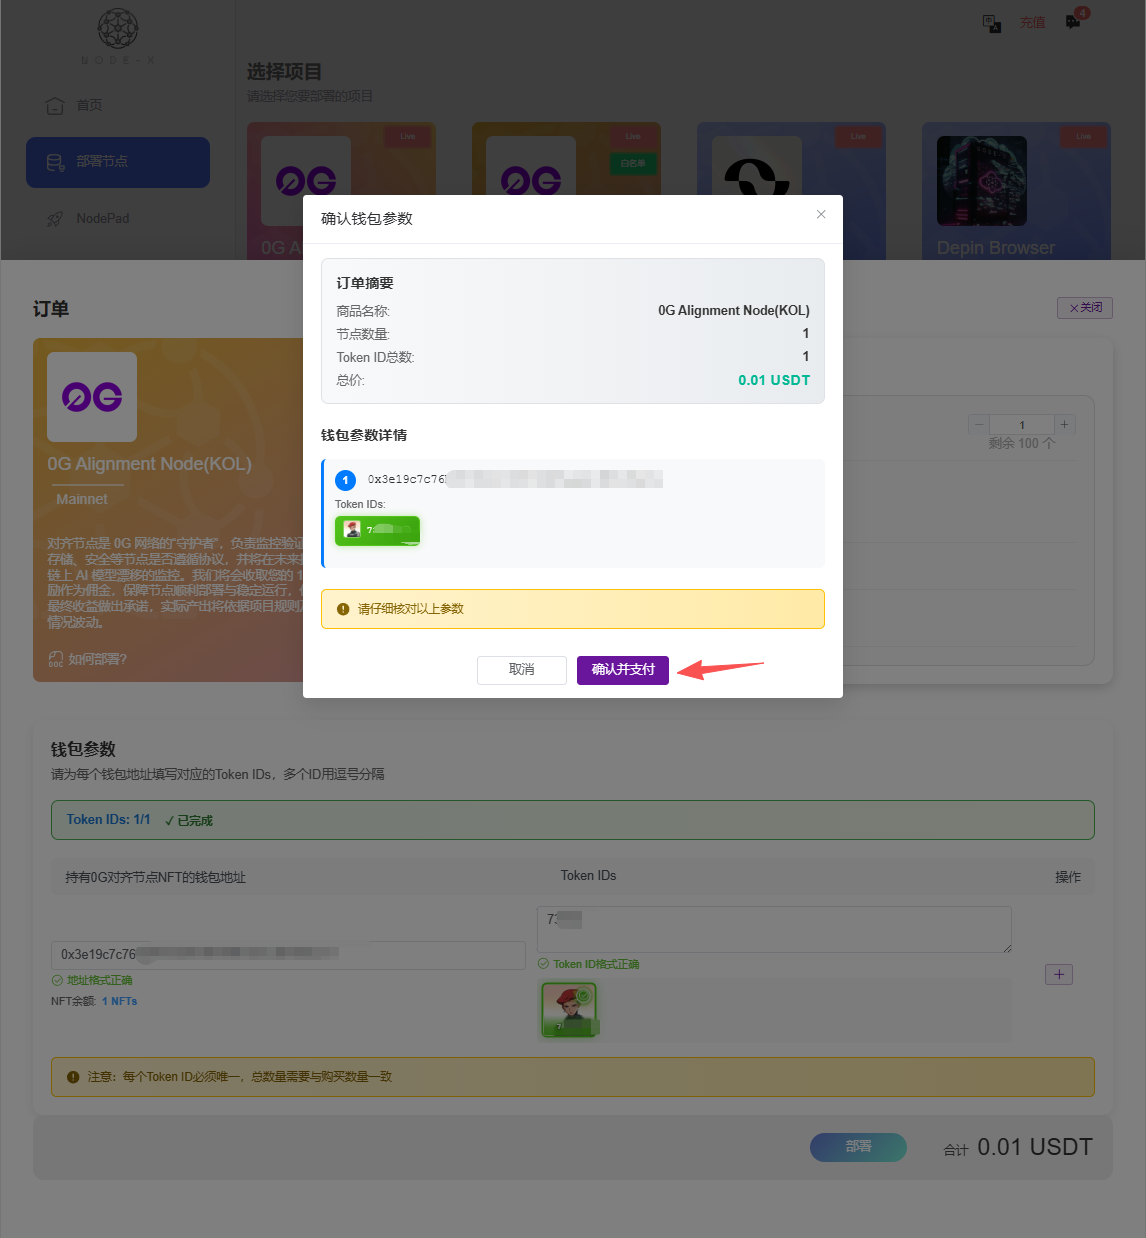 NODE-X
充值
4
首页
部署节点
NodePad
选择项目
请选择您要部署的项目
Live
0G
0G A
Live
白名单
0G
Live
Live
Depin Browser
确认钱包参数
订单摘要
商品名称:
0G Alignment Node(KOL)
节点数量:
1
Token ID总数:
1
总价:
0.01 USDT
钱包参数详情
1
0x3e19c7c76
Token IDs:
7
请仔细核对以上参数
取消
确认并支付
订单
关闭
0G
0G Alignment Node(KOL)
Mainnet
对齐节点是 0G 网络的“守护者”，负责监控验证
存储、安全等节点是否遵循协议，并将在未来
链上 AI 模型漂移的监控。我们将会收取您的 1
励作为佣金，保障节点顺利部署与稳定运行，
最终收益做出承诺，实际产出将依据项目规则
情况波动。
DOC
如何部署?
1
剩余 100 个
钱包参数
请为每个钱包地址填写对应的Token IDs，多个ID用逗号分隔
Token IDs: 1/1 ✓已完成
持有0G对齐节点NFT的钱包地址
Token IDs
操作
0x3e19c7c76
地址格式正确
NFT余额: 1 NFTs
7
Token ID格式正确
7
注意：每个Token ID必须唯一，总数量需要与购买数量一致
部署
合计 0.01 USDT